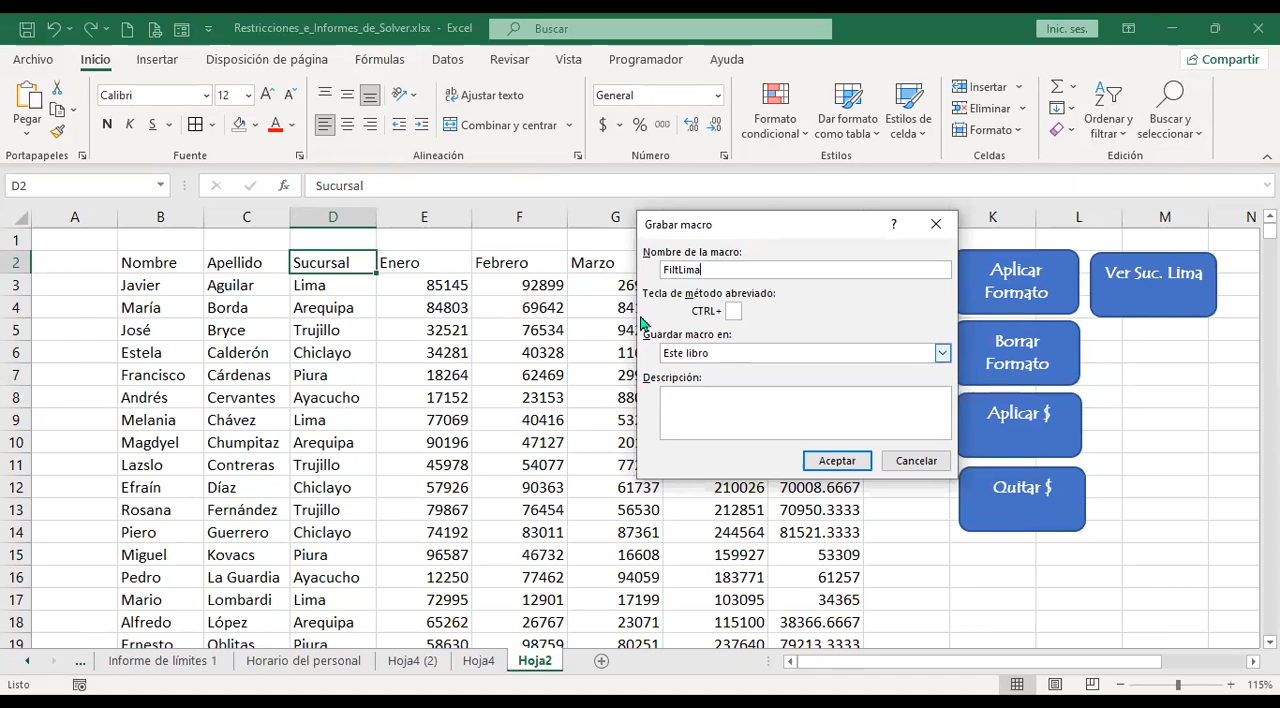 Restricciones_e_Informes_de_Solver.xlsx - Excel
Buscar
Inic. ses.
Archivo Inicio Insertar Disposición de página Fórmulas Datos Revisar Vista Programador Ayuda
Compartir
Pegar
Portapapeles
Calibri 12
N K S
Fuente
Ajustar texto
Combinar y centrar
Alineación
General
$ % 000
Número
Formato condicional
Dar formato como tabla
Estilos de celda
Estilos
Insertar
Eliminar
Formato
Celdas
Ordenar y filtrar
Buscar y seleccionar
Edición
D2 fx Sucursal
A B C D E F G K L M N
1
2 Nombre Apellido Sucursal Enero Febrero Marzo
3 Javier Aguilar Lima 85145 92899
4 María Borda Arequipa 84803 69642
5 José Bryce Trujillo 32521 76534
6 Estela Calderón Chiclayo 34281 40328
7 Francisco Cárdenas Piura 18264 62469
8 Andrés Cervantes Ayacucho 17152 23153
9 Melania Chávez Lima 77069 40416
10 Magdyel Chumpitaz Arequipa 90196 47127
11 Lazslo Contreras Trujillo 45978 54077
12 Efraín Díaz Chiclayo 57926 90363 61737 210026 70008.6667
13 Rosana Fernández Trujillo 79867 76454 56530 212851 70950.3333
14 Piero Guerrero Chiclayo 74192 83011 87361 244564 81521.3333
15 Miguel Kovacs Piura 96587 46732 16608 159927 53309
16 Pedro La Guardia Ayacucho 12250 77462 94059 183771 61257
17 Mario Lombardi Lima 72995 12901 17199 103095 34365
18 Alfredo López Arequipa 65262 26767 23071 115100 38366.6667
19 Ernesto Oblitas Piura 58630 98759 80251 237640 79213.3333
Grabar macro ?
Nombre de la macro:
FiltLima
Tecla de método abreviado:
CTRL+
Guardar macro en:
Este libro
Descripción:
Aceptar Cancelar
Aplicar Formato
Ver Suc. Lima
Borrar Formato
Aplicar $
Quitar $
... Informe de límites 1 Horario del personal Hoja4 (2) Hoja4 Hoja2
Listo
115%